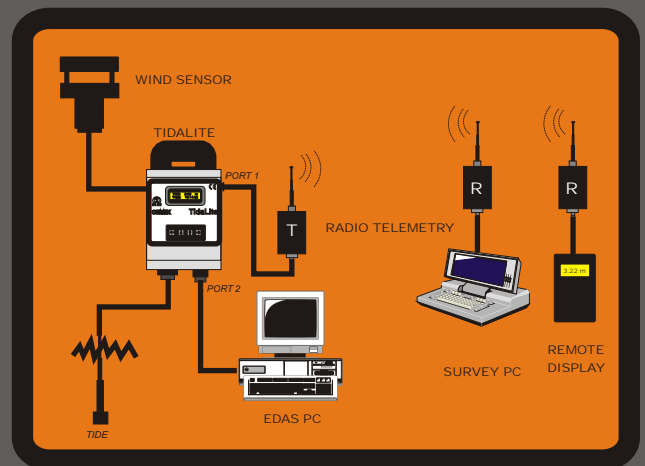 WIND SENSOR
TIDALITE
PORT 1
TideLite
T
RADIO TELEMETRY
R
R
3.22 m
PORT 2
SURVEY PC
REMOTE
DISPLAY
EDAS PC
TIDE